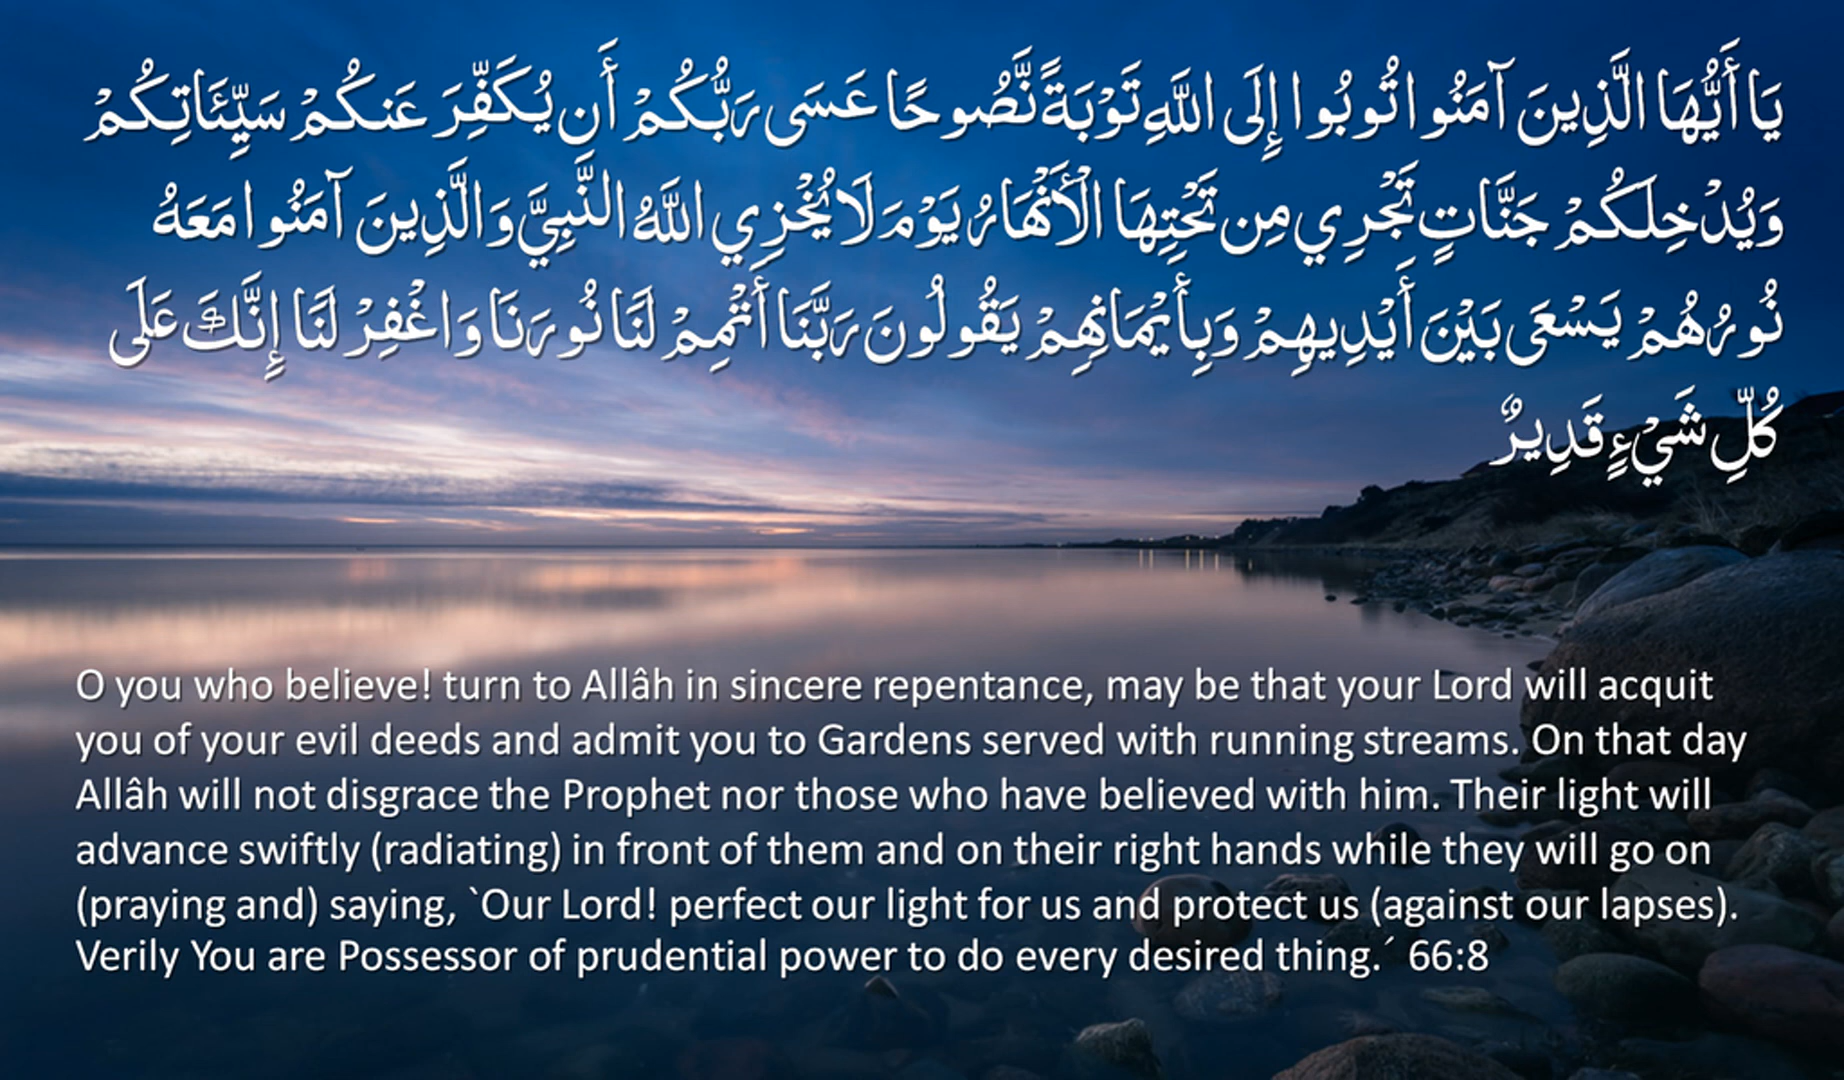 يَا أَيُّهَا الَّذِينَ آمَنُوا تُوبُوا إِلَى اللَّهِ تَوْبَةً نَّصُوحًا عَسَى رَبُّكُمْ أَن يُكَفِّرَ عَنكُمْ سَيِّئَاتِكُمْ
وَيُدْخِلَكُمْ جَنَّاتٍ تَجْرِي مِن تَحْتِهَا الْأَنْهَارُ يَوْمَ لَا يُخْزِي اللَّهُ النَّبِيَّ وَالَّذِينَ آمَنُوا مَعَهُ
نُورُهُمْ يَسْعَى بَيْنَ أَيْدِيهِمْ وَبِأَيْمَانِهِمْ يَقُولُونَ رَبَّنَا أَتْمِمْ لَنَا نُورَنَا وَاغْفِرْ لَنَا إِنَّكَ عَلَى
كُلِّ شَيْءٍ قَدِيرٌ
O you who believe! turn to Allâh in sincere repentance, may be that your Lord will acquit
you of your evil deeds and admit you to Gardens served with running streams. On that day
Allâh will not disgrace the Prophet nor those who have believed with him. Their light will
advance swiftly (radiating) in front of them and on their right hands while they will go on
(praying and) saying, `Our Lord! perfect our light for us and protect us (against our lapses).
Verily You are Possessor of prudential power to do every desired thing.´ 66:8